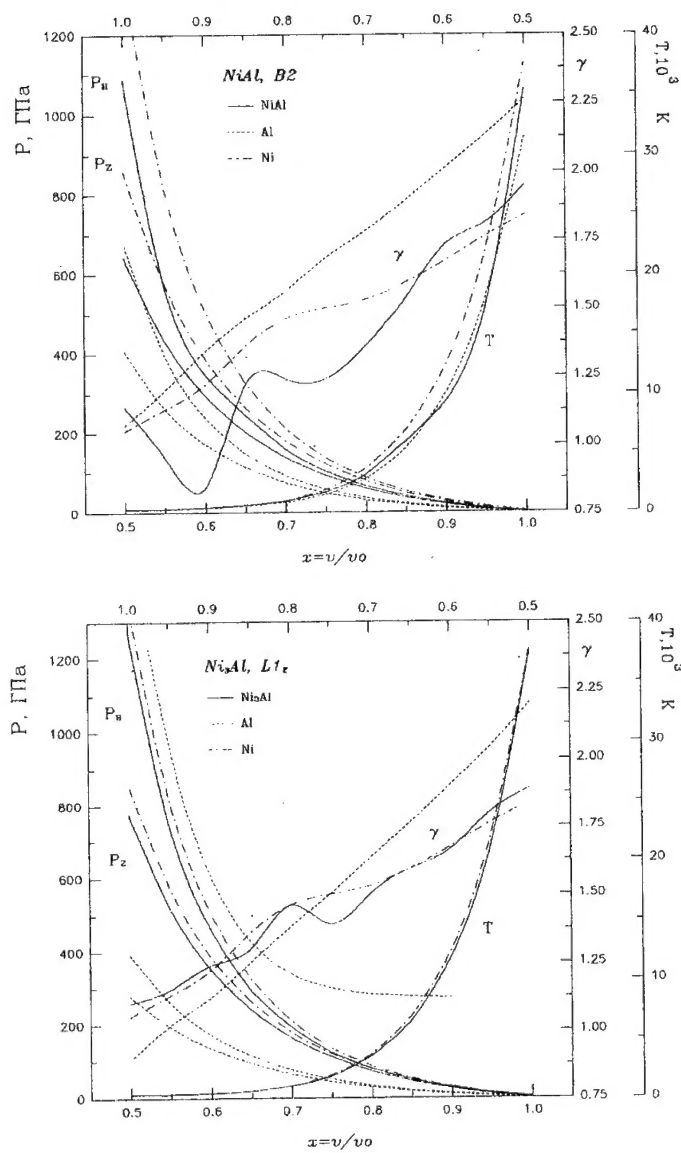 1.0 0.9 0.8 0.7 0.6 0.5
1200
1000
800
600
400
200
0
P, ГПа
P_H
P_Z
NiAl, B2
NiAl
Al
Ni
γ
T
2.50
γ
2.25
2.00
1.75
1.50
1.25
1.00
0.75
40
30
20
10
0
T,10³ K
0.5 0.6 0.7 0.8 0.9 1.0
x=v/vo
1.0 0.9 0.8 0.7 0.6 0.5
1200
1000
800
600
400
200
0
P, ГПа
P_H
P_Z
Ni₃Al, L1₂
Ni₃Al
Al
Ni
γ
T
2.50
γ
2.25
2.00
1.75
1.50
1.25
1.00
0.75
40
30
20
10
0
T,10³ K
0.5 0.6 0.7 0.8 0.9 1.0
x=v/vo